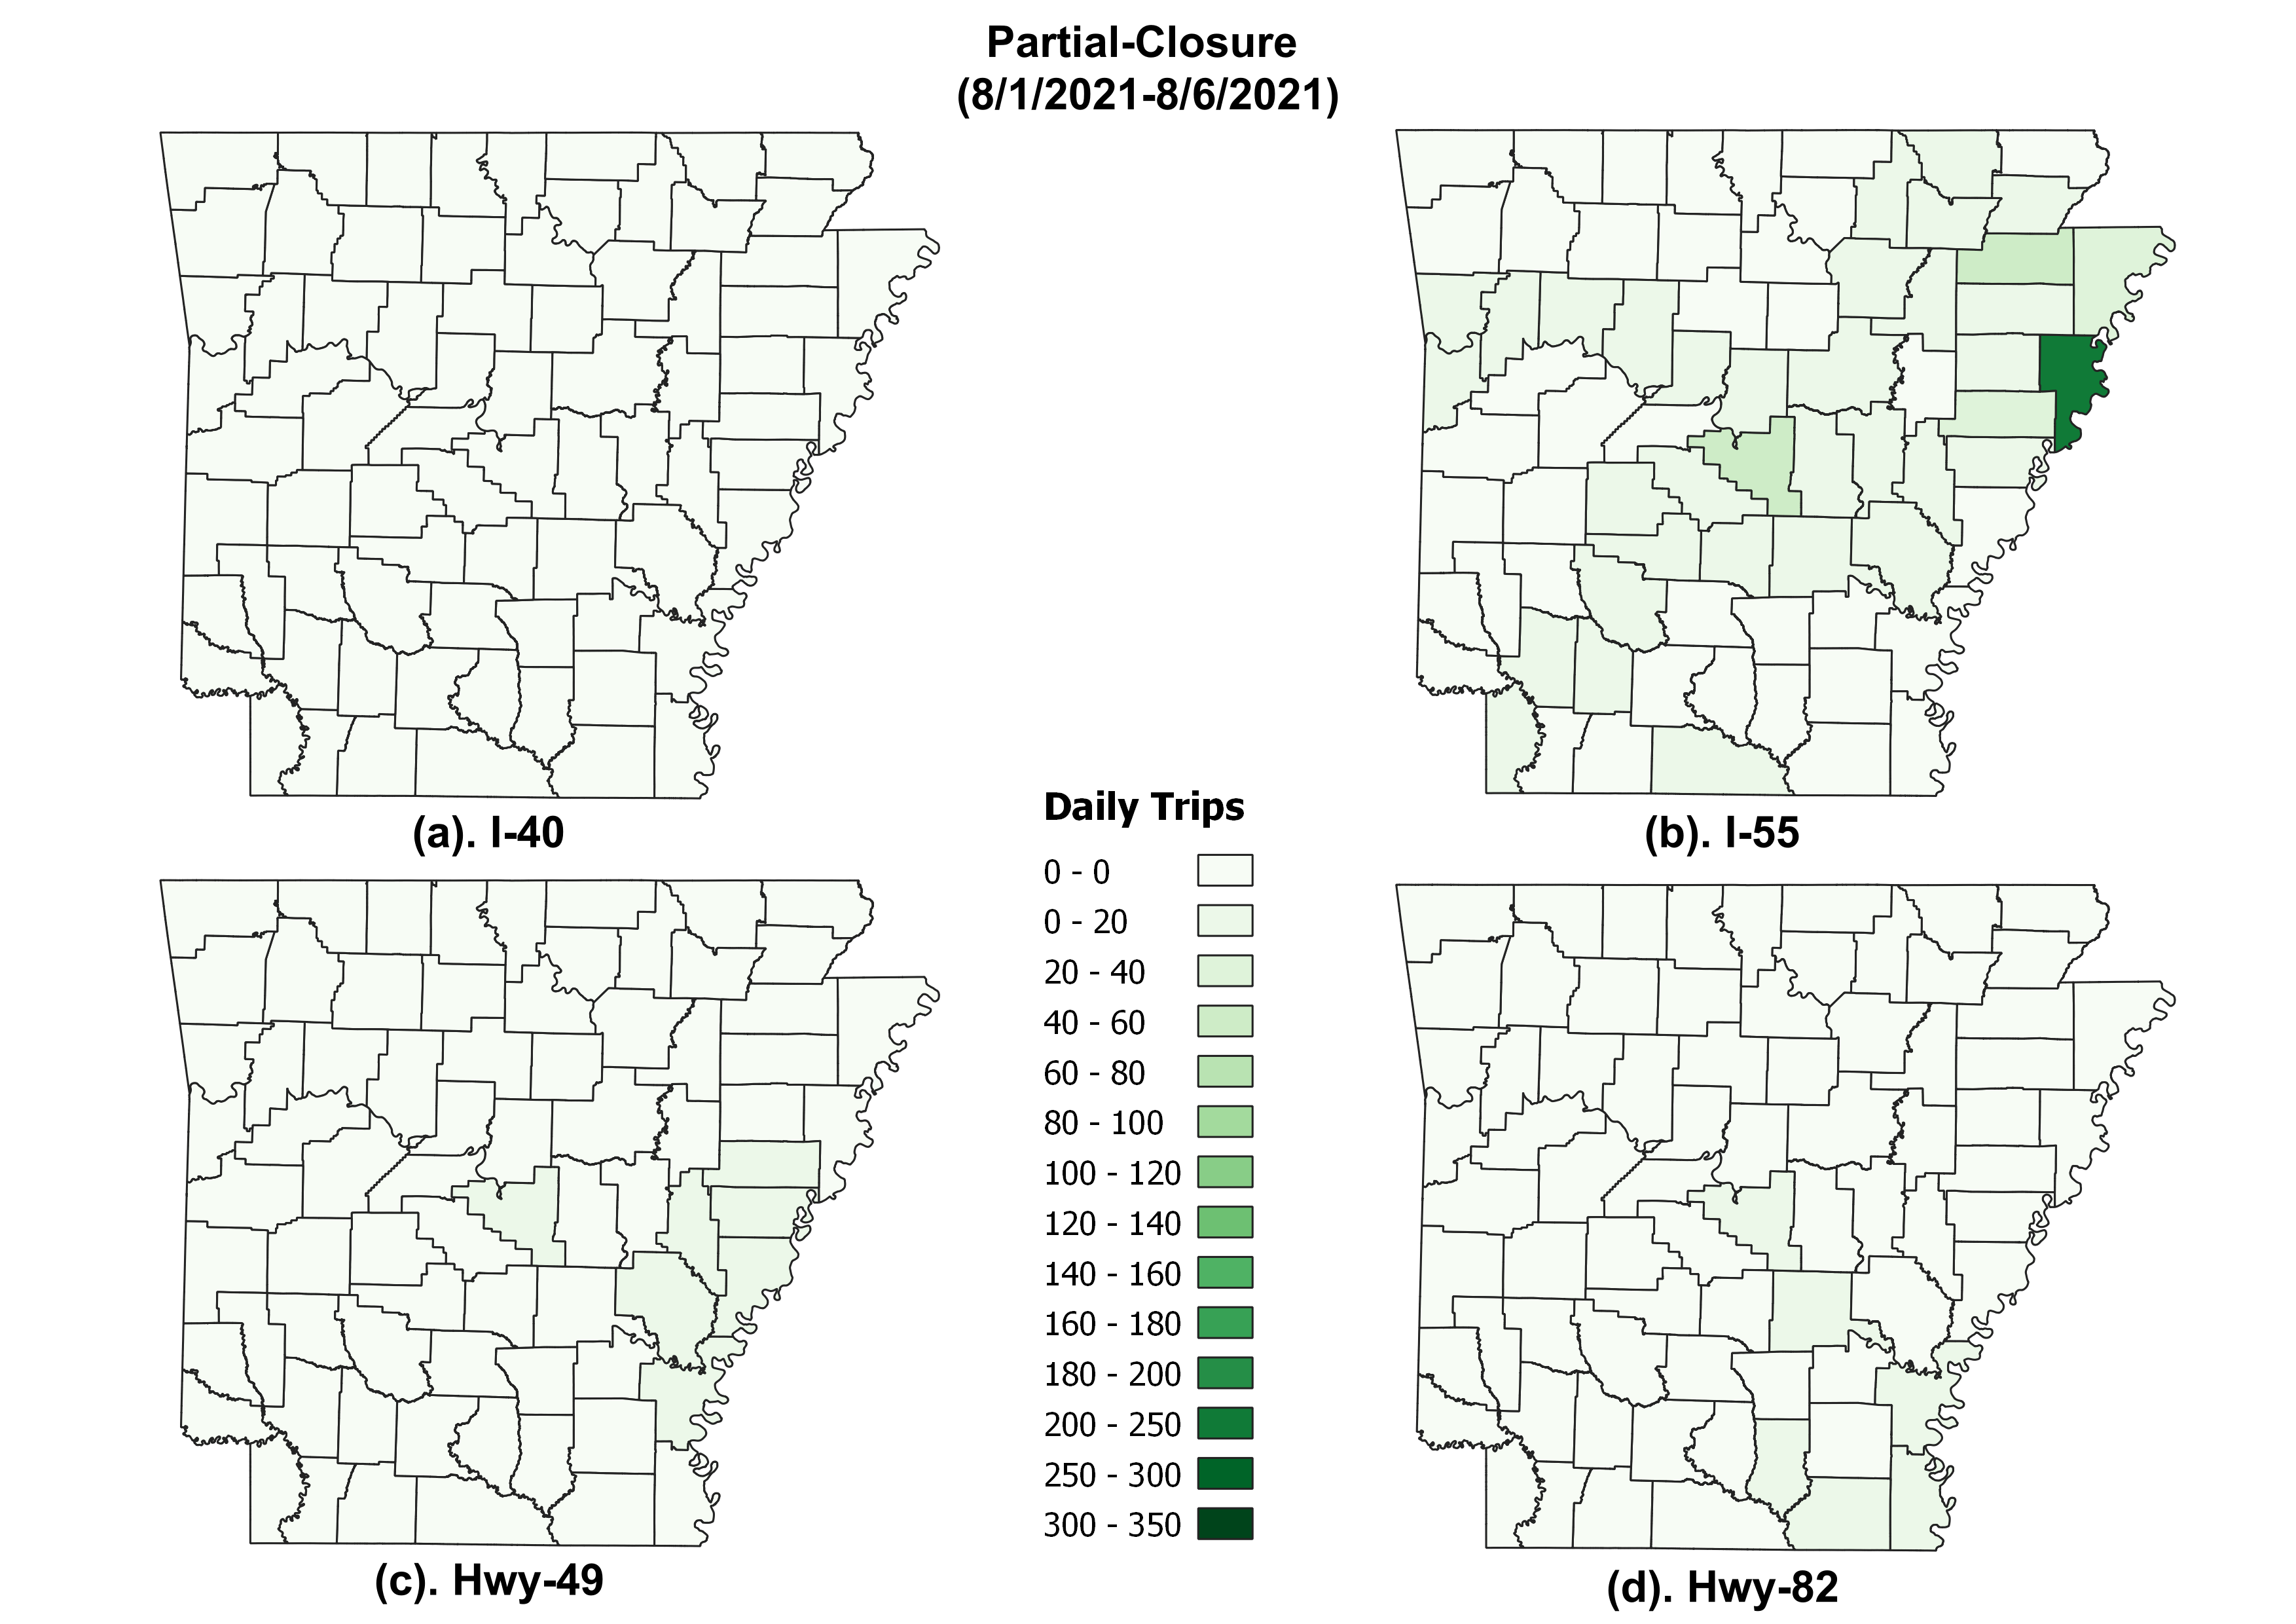 Partial-Closure
(8/1/2021-8/6/2021)
(a). I-40
(b). I-55
Daily Trips
0 - 0
0 - 20
20 - 40
40 - 60
60 - 80
80 - 100
100 - 120
120 - 140
140 - 160
160 - 180
180 - 200
200 - 250
250 - 300
300 - 350
(c). Hwy-49
(d). Hwy-82